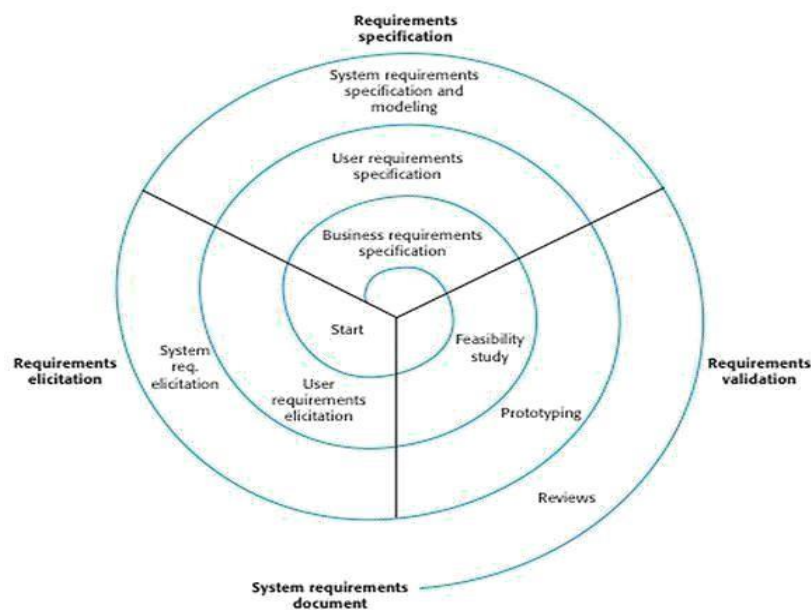 Requirements
specification
System requirements
specification and
modeling
User requirements
specification
Business requirements
specification
Start
Feasibility
study
Requirements
elicitation
System
req.
elicitation
User
requirements
elicitation
Requirements
validation
Prototyping
Reviews
System requirements
document